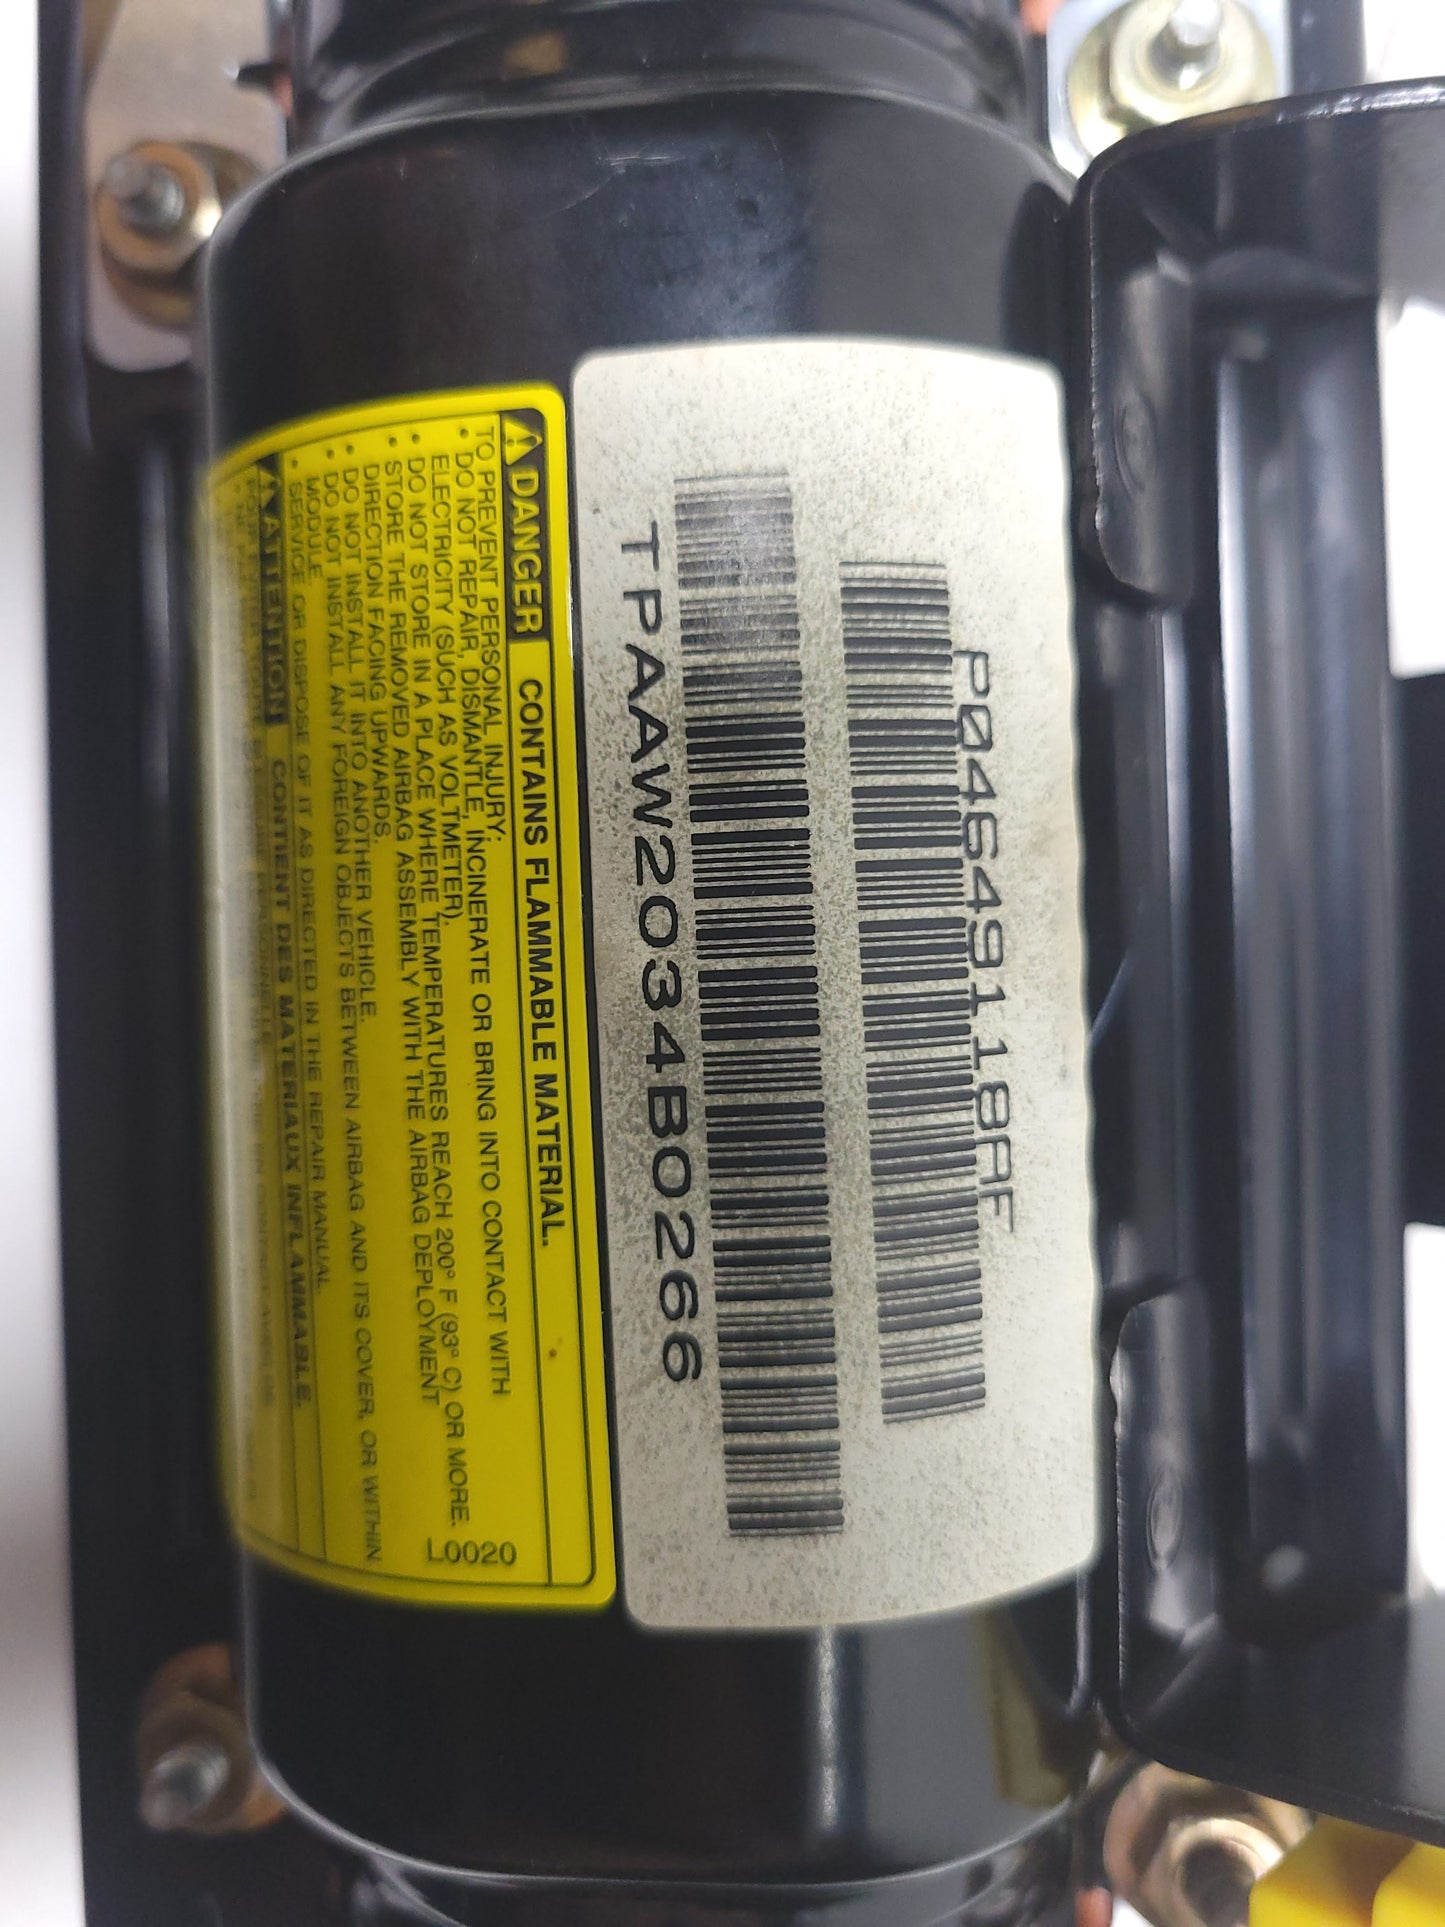 P04649118AF
TPAAW2034B0266
DANGER CONTAINS FLAMMABLE MATERIAL.
TO PREVENT PERSONAL INJURY:
• DO NOT REPAIR, DISMANTLE, INCINERATE OR BRING INTO CONTACT WITH
ELECTRICITY (SUCH AS VOLTMETER).
• DO NOT STORE IN A PLACE WHERE TEMPERATURES REACH 200° F (93° C) OR MORE.
• STORE THE REMOVED AIRBAG ASSEMBLY WITH THE AIRBAG DEPLOYMENT
DIRECTION FACING UPWARDS.
• DO NOT INSTALL IT INTO ANOTHER VEHICLE.
• DO NOT INSTALL ANY FOREIGN OBJECTS BETWEEN AIRBAG AND ITS COVER, OR WITHIN
MODULE.
• SERVICE OR DISPOSE OF IT AS DIRECTED IN THE REPAIR MANUAL.
L0020
ATTENTION CONTIENT DES MATERIAUX INFLAMMABLE.